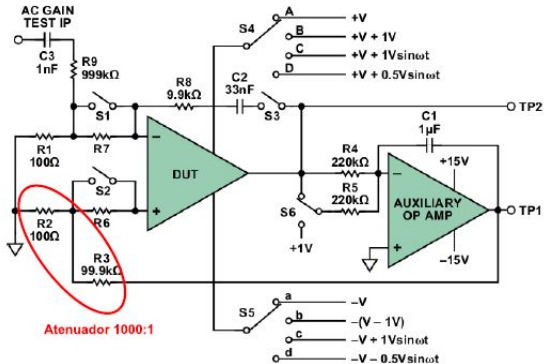 AC GAIN
TEST IP
C3
1nF
R9
999kΩ
R8
9.9kΩ
C2
33nF
S1
S3
S4
A
+V
B
+V + 1V
C
+V + 1Vsinωt
D
+V + 0.5Vsinωt
TP2
R1
100Ω
R7
S2
R2
100Ω
R6
R3
99.9kΩ
–
+
DUT
R4
220kΩ
R5
220kΩ
S6
+1V
C1
1µF
+15V
–
+
AUXILIARY
OP AMP
–15V
TP1
Atenuador 1000:1
S5
a
–V
b
–(V – 1V)
c
–V + 1Vsinωt
d
–V – 0.5Vsinωt